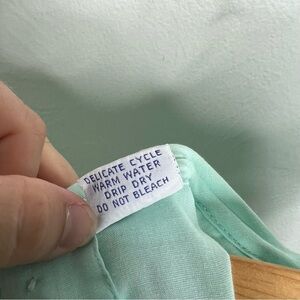 DELICATE CYCLE
WARM WATER
DRIP DRY
DO NOT BLEACH